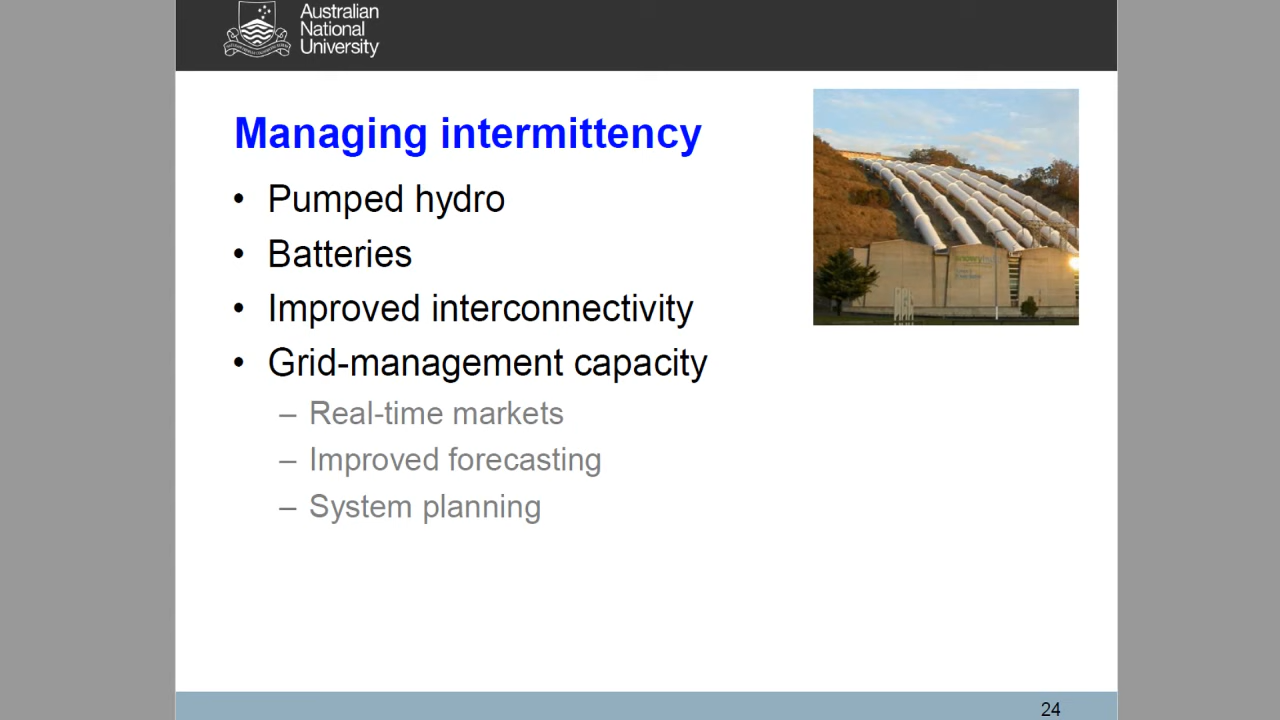 Australian
National
University
Managing intermittency
• Pumped hydro
• Batteries
• Improved interconnectivity
• Grid-management capacity
– Real-time markets
– Improved forecasting
– System planning
24